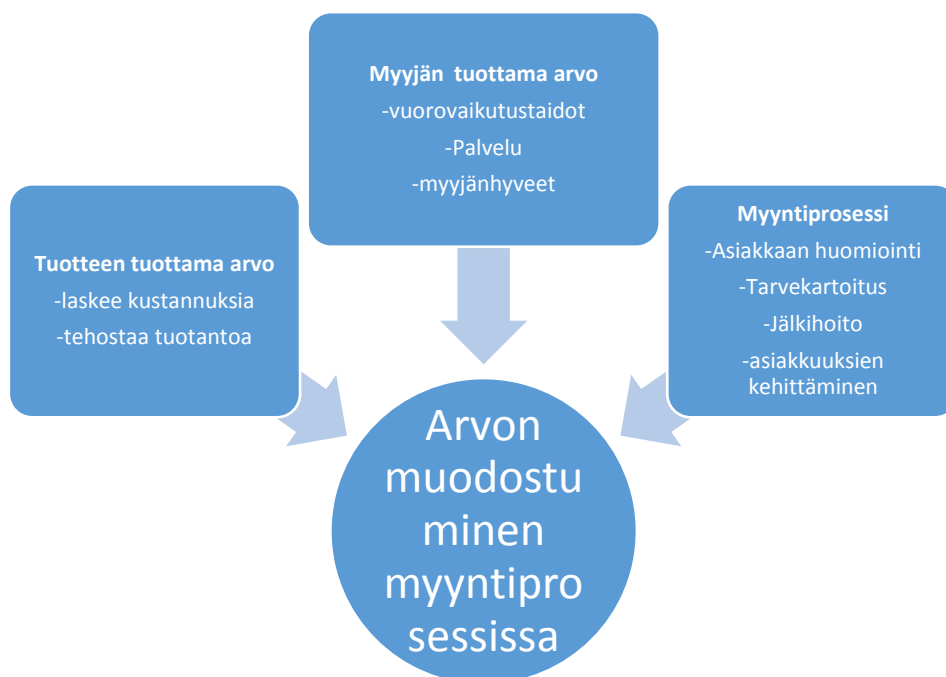 Myyjän tuottama arvo
-vuorovaikutustaidot
-Palvelu
-myyjänhyveet
Tuotteen tuottama arvo
-laskee kustannuksia
-tehostaa tuotantoa
Myyntiprosessi
-Asiakkaan huomiointi
-Tarvekartoitus
-Jälkihoito
-asiakkuuksien
kehittäminen
Arvon
muodostu
minen
myyntipro
sessissa